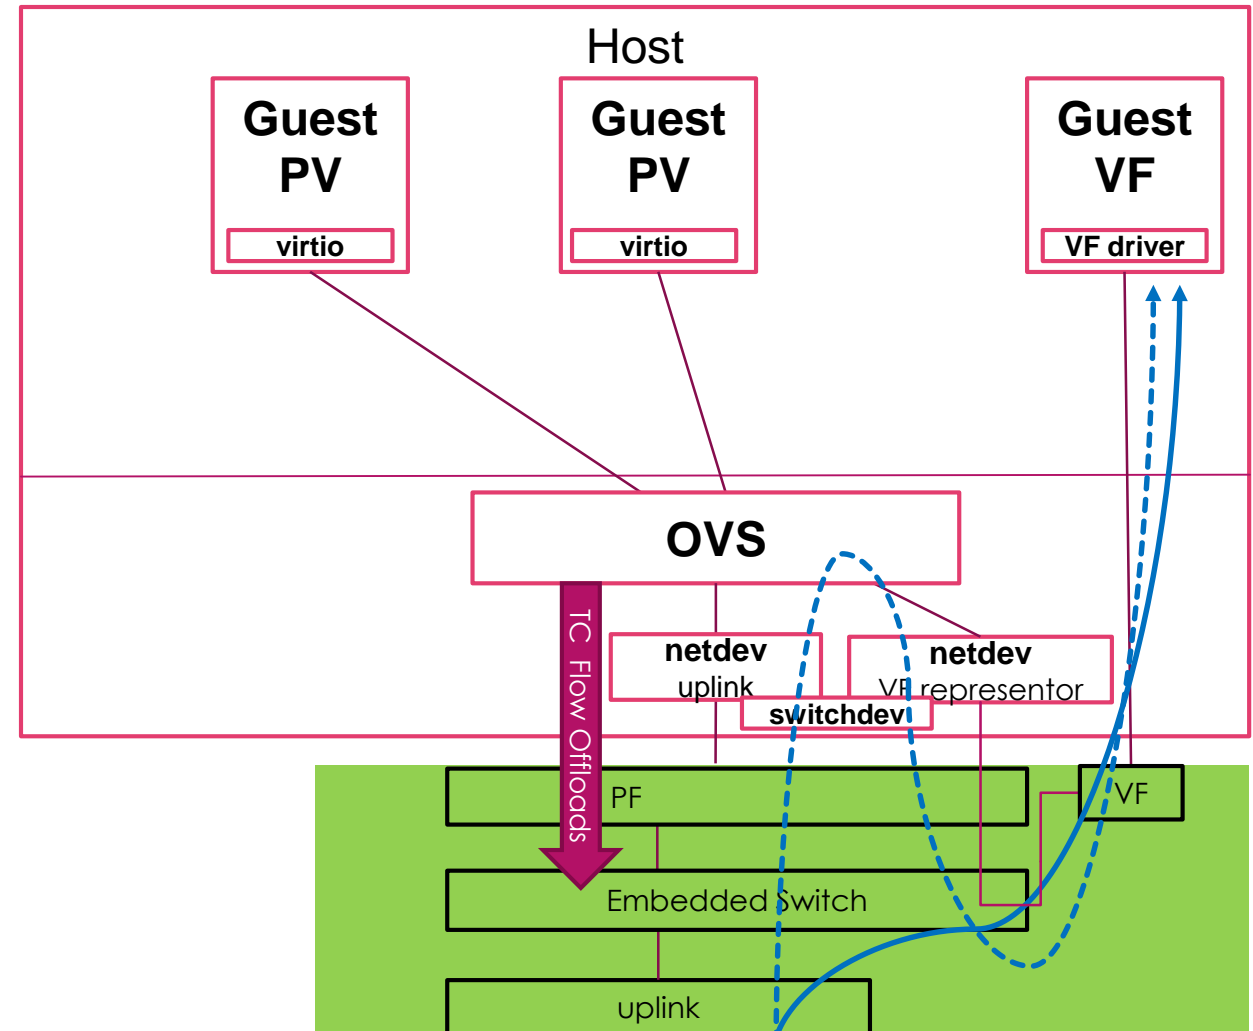 Host
Guest
PV
virtio
Guest
PV
virtio
Guest
VF
VF driver
OVS
TC Flow Offloads
netdev
uplink
netdev
VF representor
switchdev
PF
VF
Embedded Switch
uplink